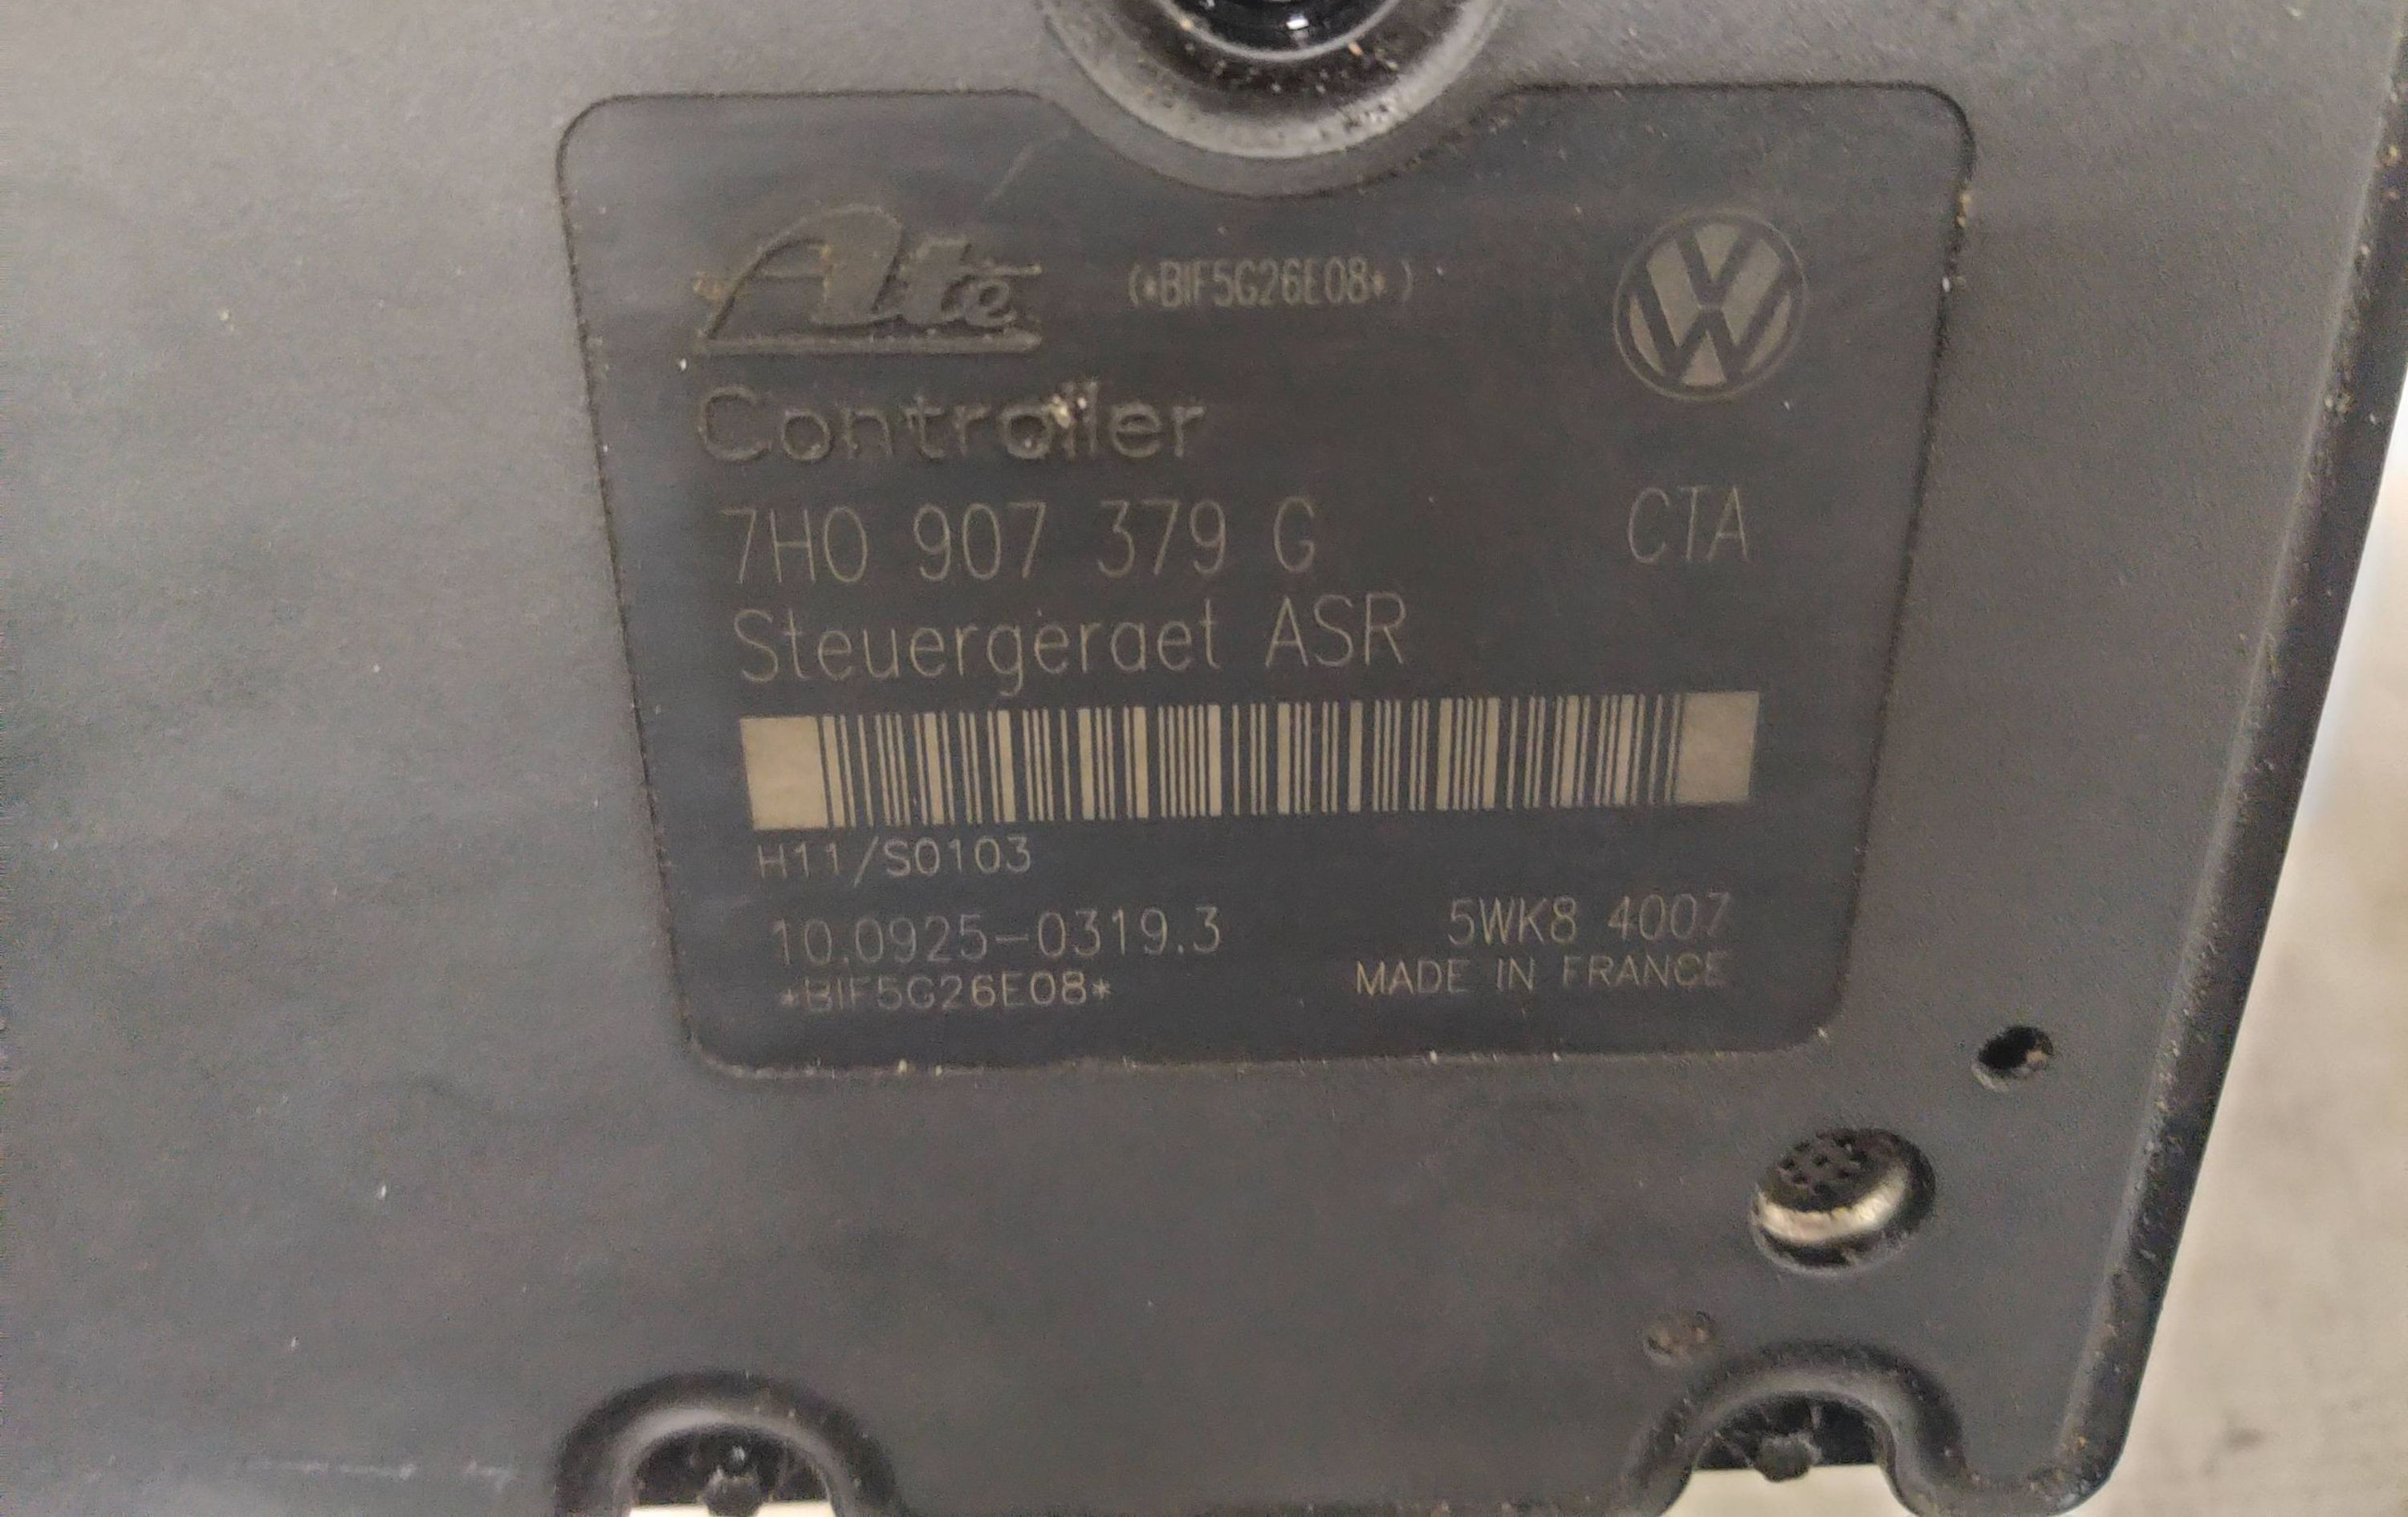 Ate (*BIF5G26E08*)
VW
Controller
7H0 907 379 G CTA
Steuergeraet ASR
H11/S0103
10.0925-0319.3 5WK8 4007
*BIF5G26E08* MADE IN FRANCE